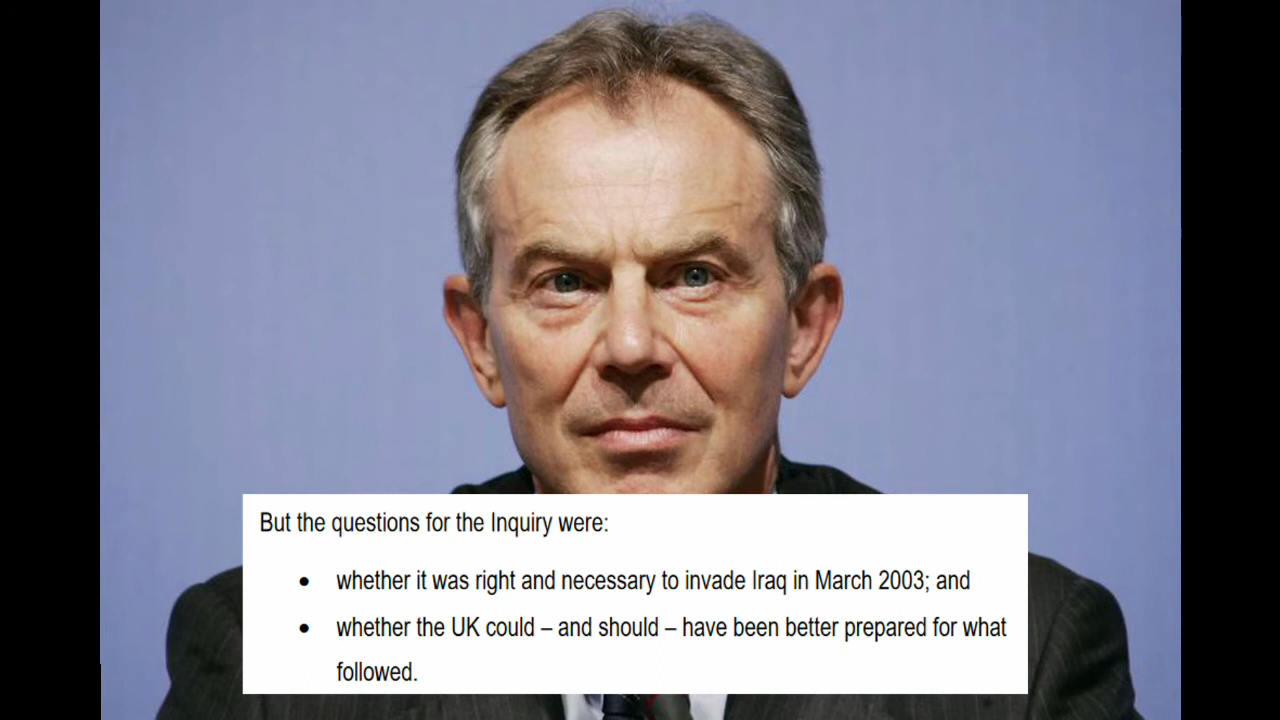 But the questions for the Inquiry were:
• whether it was right and necessary to invade Iraq in March 2003; and
• whether the UK could – and should – have been better prepared for what
followed.